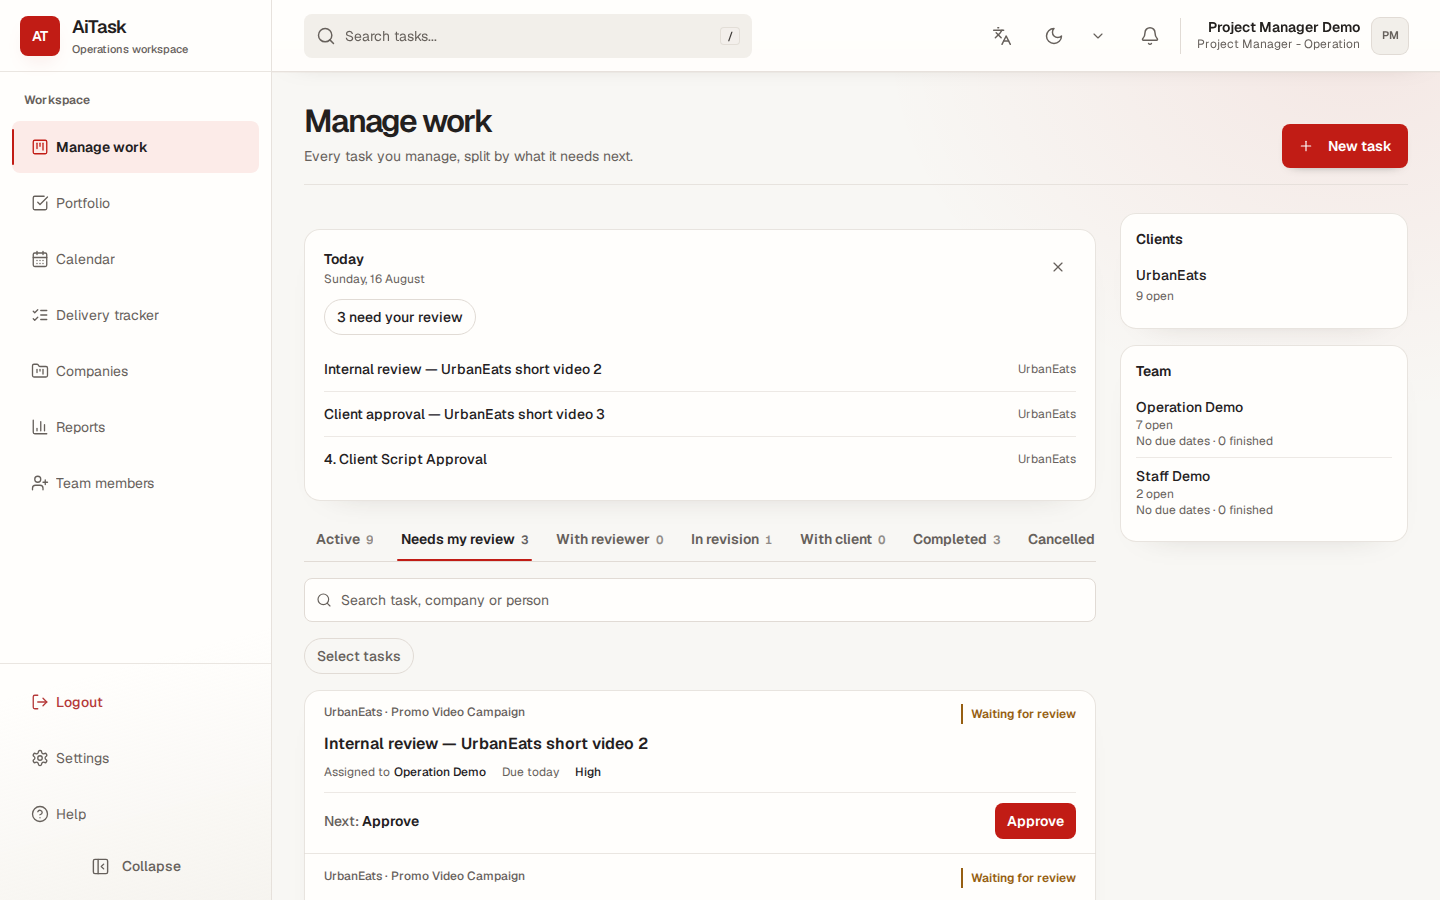 AT
AiTask
Operations workspace
Search tasks...
/
Project Manager Demo
Project Manager - Operation
PM
Workspace
Manage work
Portfolio
Calendar
Delivery tracker
Companies
Reports
Team members
Logout
Settings
Help
Collapse
Manage work
Every task you manage, split by what it needs next.
New task
Today
Sunday, 16 August
3 need your review
Internal review — UrbanEats short video 2
UrbanEats
Client approval — UrbanEats short video 3
UrbanEats
4. Client Script Approval
UrbanEats
Active 9
Needs my review 3
With reviewer 0
In revision 1
With client 0
Completed 3
Cancelled
Search task, company or person
Select tasks
UrbanEats · Promo Video Campaign
Waiting for review
Internal review — UrbanEats short video 2
Assigned to Operation Demo Due today High
Next: Approve
Approve
UrbanEats · Promo Video Campaign
Waiting for review
Clients
UrbanEats
9 open
Team
Operation Demo
7 open
No due dates · 0 finished
Staff Demo
2 open
No due dates · 0 finished